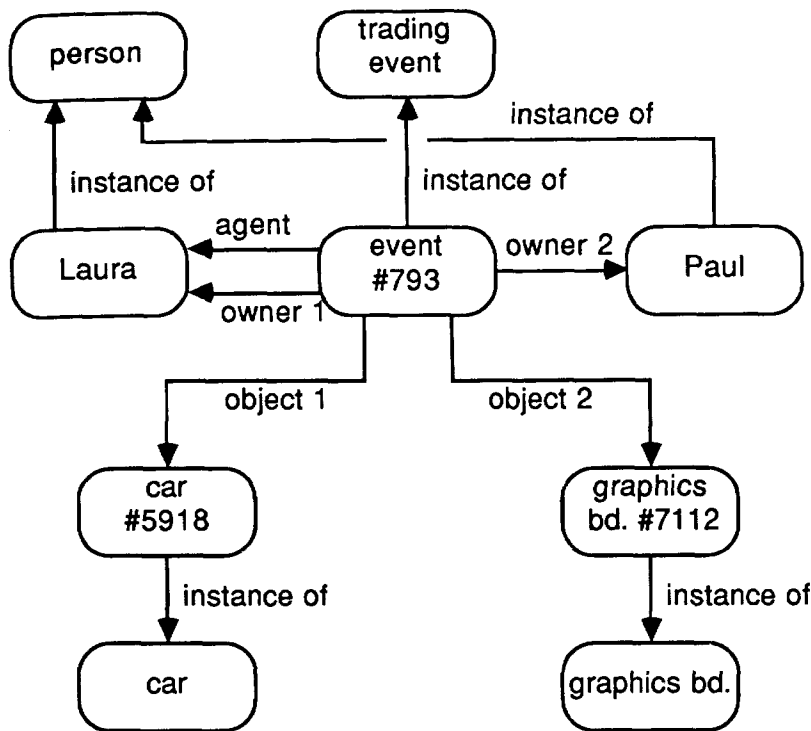 person
trading
event
instance of
instance of
instance of
agent
Laura
event
#793
owner 2
Paul
owner 1
object 1
object 2
car
#5918
graphics
bd. #7112
instance of
instance of
car
graphics bd.